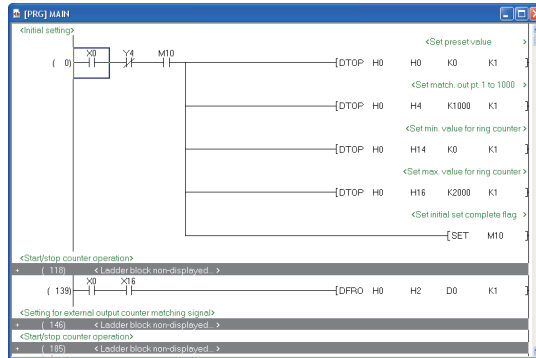 [PRG] MAIN
<Initial setting>
<Set preset value >
X0 Y4 M10
( 0) [DTOP H0 H0 K0 K1 ]
<Set match. out pt. 1 to 1000 >
[DTOP H0 H4 K1000 K1 ]
<Set min. value for ring counter >
[DTOP H0 H14 K0 K1 ]
<Set max. value for ring counter >
[DTOP H0 H16 K2000 K1 ]
<Set initial set complete flag >
[SET M10 ]
<Start/stop counter operation>
+ ( 118) < Ladder block non-displayed... >
X0 X16
( 139) [DFRO H0 H2 D0 K1 ]
<Setting for external output counter matching signal>
+ ( 146) < Ladder block non-displayed... >
<Start/stop counter operation>
+ ( 185) < Ladder block non-displayed... >